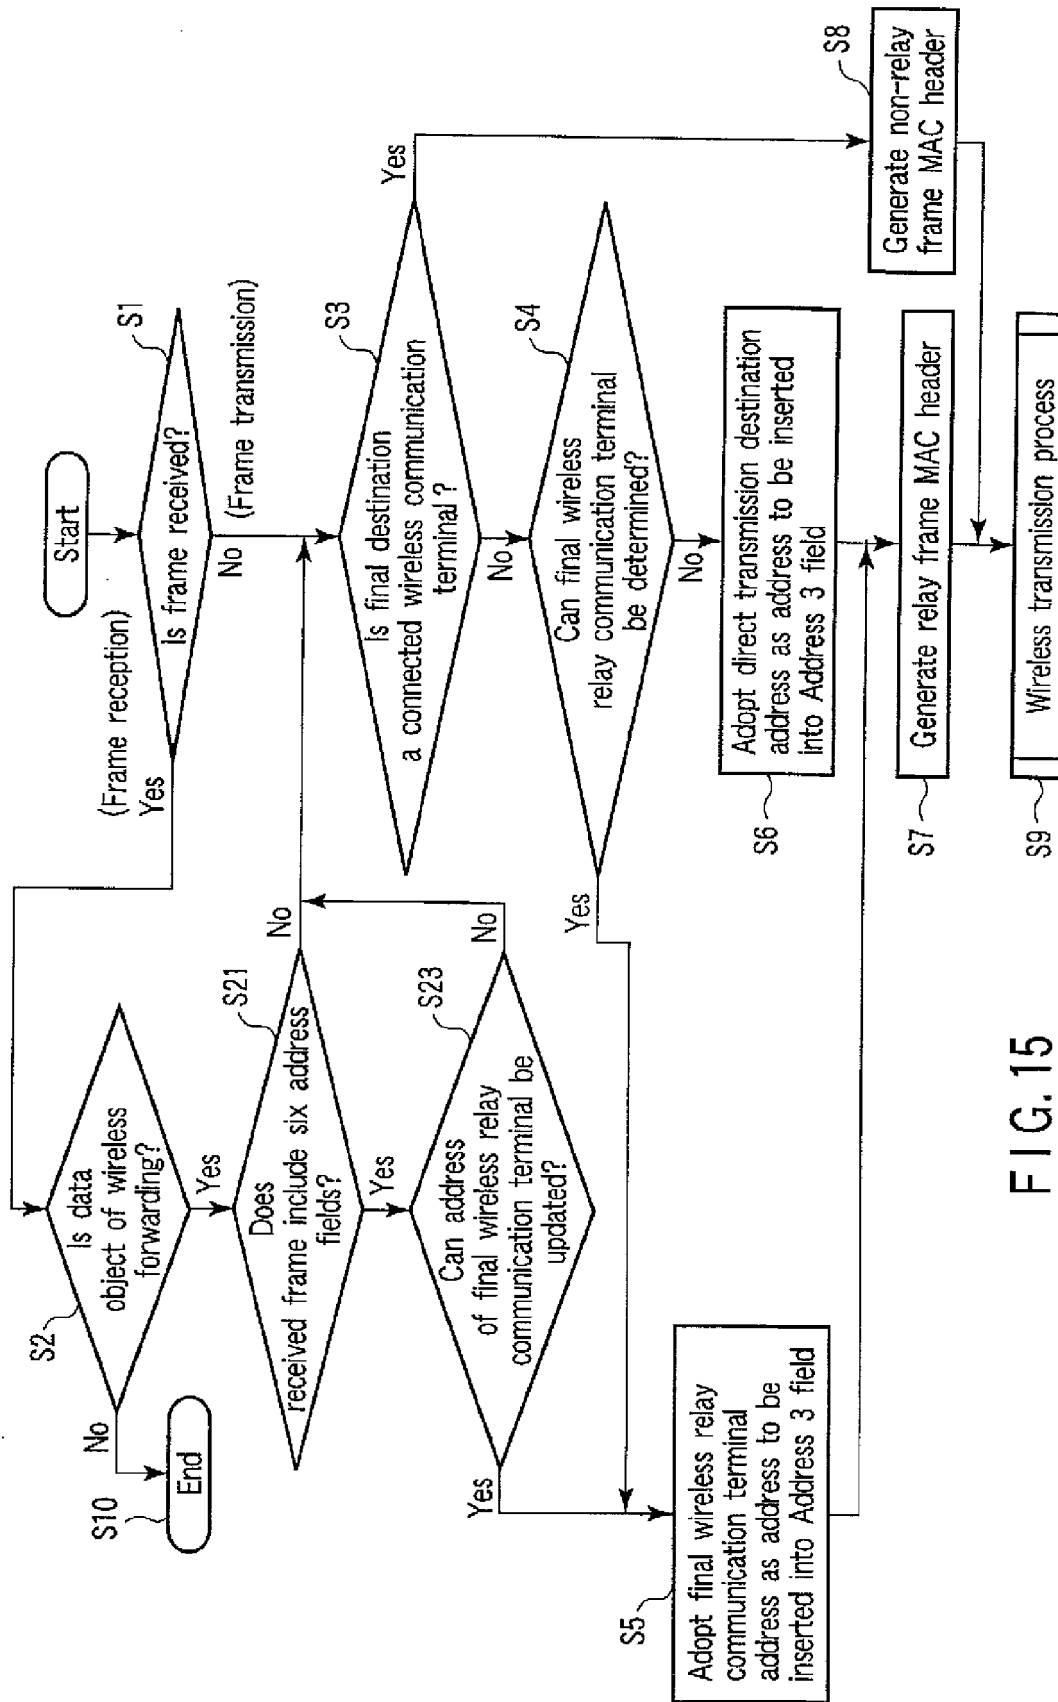 Start
S1
Is frame received?
(Frame reception)
Yes
No
(Frame transmission)
S2
Is data
object of wireless
forwarding?
No
Yes
S10
End
S21
Does
received frame include six address
fields?
No
Yes
S23
Can address
of final wireless relay
communication terminal be
updated?
No
Yes
S3
Is final destination
a connected wireless communication
terminal?
Yes
No
S4
Can final wireless
relay communication terminal
be determined?
Yes
No
S5
Adopt final wireless relay
communication terminal
address as address to be
inserted into Address 3 field
S6
Adopt direct transmission destination
address as address to be inserted
into Address 3 field
S8
Generate non-relay
frame MAC header
S7
Generate relay frame MAC header
S9
Wireless transmission process
FIG. 15